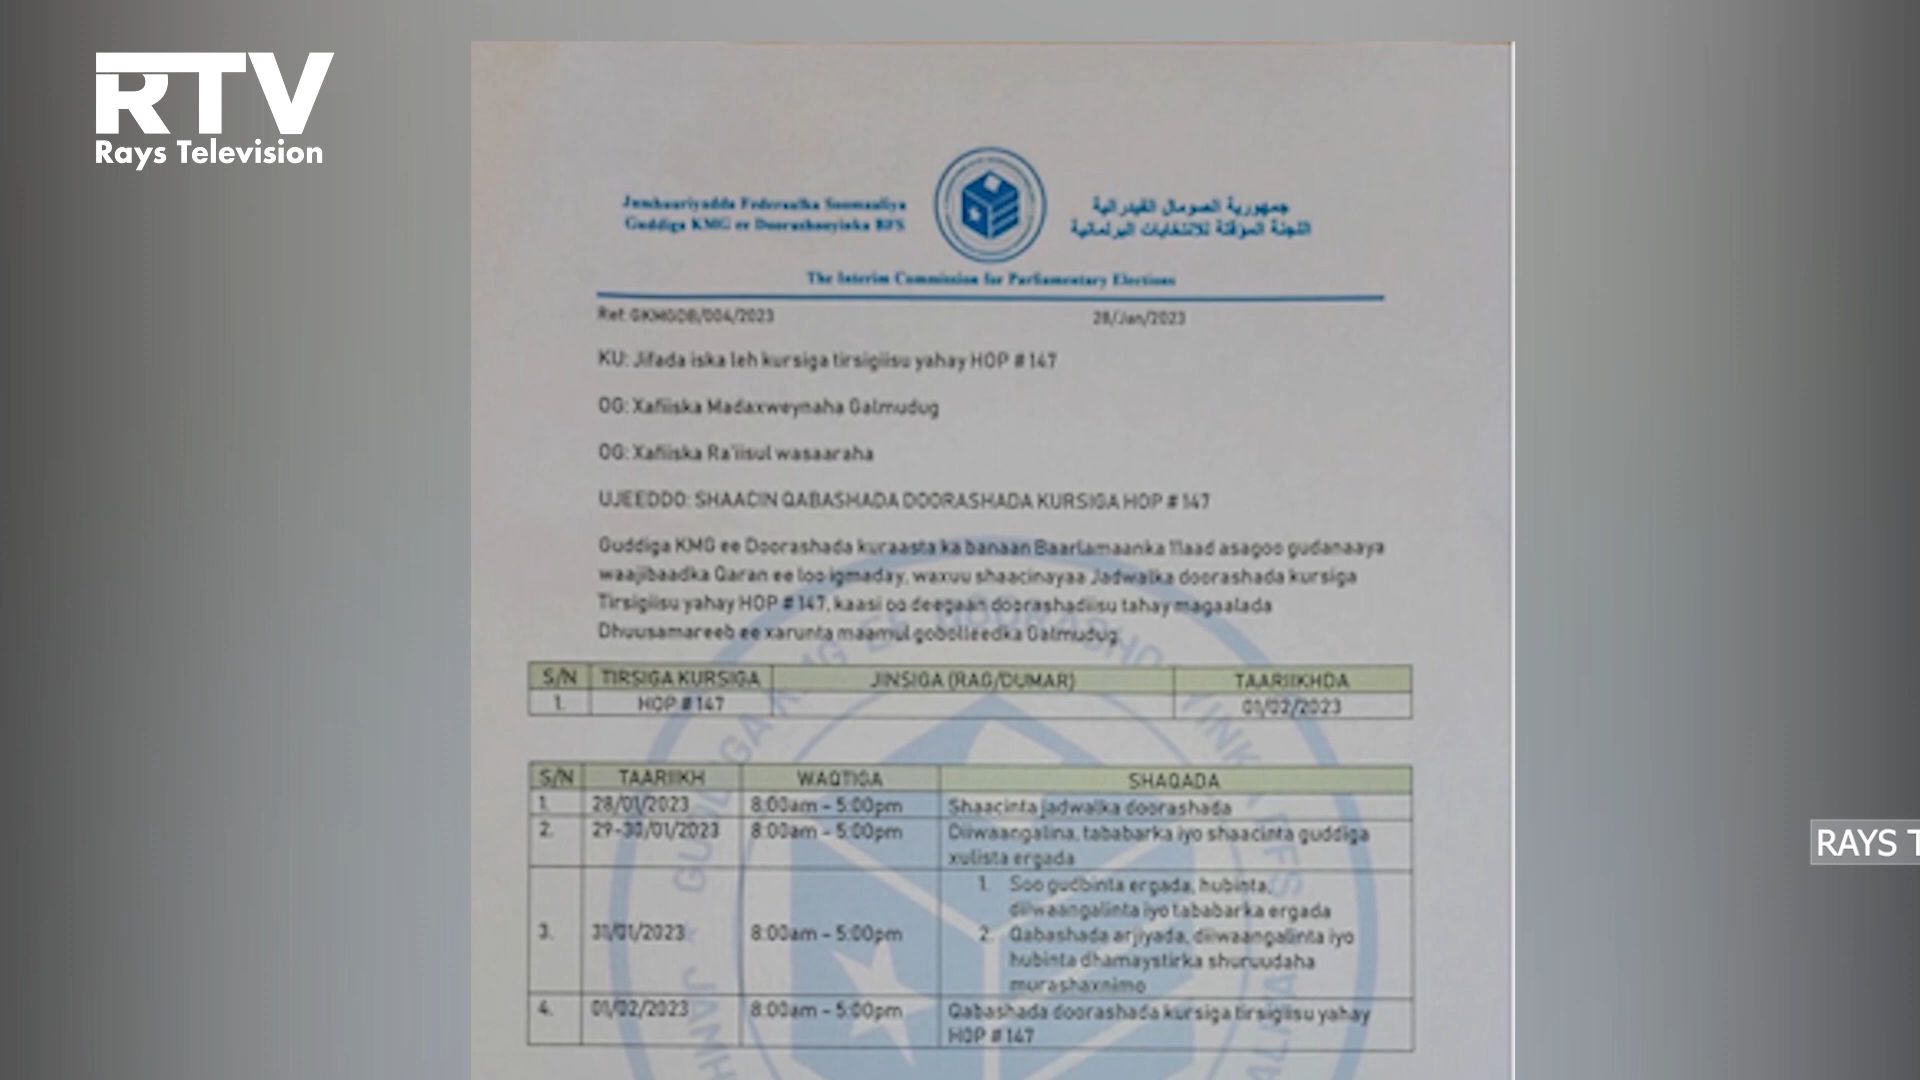 RTV
Rays Television
Jamhuuriyadda Federaalka Soomaaliya
Guddiga KMG ee Doorashooyinka BFS
جمهورية الصومال الفيدرالية
اللجنة المؤقتة للانتخابات البرلمانية
The Interim Commission for Parliamentary Elections
Ref: GKMGDB/004/2023
28/Jan/2023
KU: Jifada iska leh kursiga tirsigiisu yahay HOP #147
OG: Xafiiska Madaxweynaha Galmudug
OG: Xafiiska Ra'iisul wasaaraha
UJEEDDO: SHAACIN QABASHADA DOORASHADA KURSIGA HOP #147
Guddiga KMG ee Doorashada kuraasta ka banaan Baarlamaanka 11aad asagoo gudanaaya
waajibaadka Qaran ee loo igmaday, waxuu shaacinayaa Jadwalka doorashada kursiga
Tirsigiisu yahay HOP #147, kaasi oo deegaan doorashadiisu tahay magaalada
Dhuusamareeb ee xarunta maamul gobolleedka Galmudug
S/N TIRSIGA KURSIGA JINSIGA (RAG/DUMAR) TAARIIKHDA
1. HOP #147 01/02/2023
S/N TAARIIKH WAQTIGA SHAQADA
1. 28/01/2023 8:00am – 5:00pm Shaacinta jadwalka doorashada
2. 29-30/01/2023 8:00am – 5:00pm Diiwaangalina, tababarka iyo shaacinta guddiga
xulista ergada
3. 31/01/2023 8:00am – 5:00pm
1. Soo gudbinta ergada, hubinta,
diiwaangalinta iyo tababarka ergada
2. Qabashada arjiyada, diiwaangalinta iyo
hubinta dhamaystirka shuruudaha
murashaxnimo
4. 01/02/2023 8:00am – 5:00pm Qabashada doorashada kursiga tirsigiisu yahay
HOP #147
RAYS T